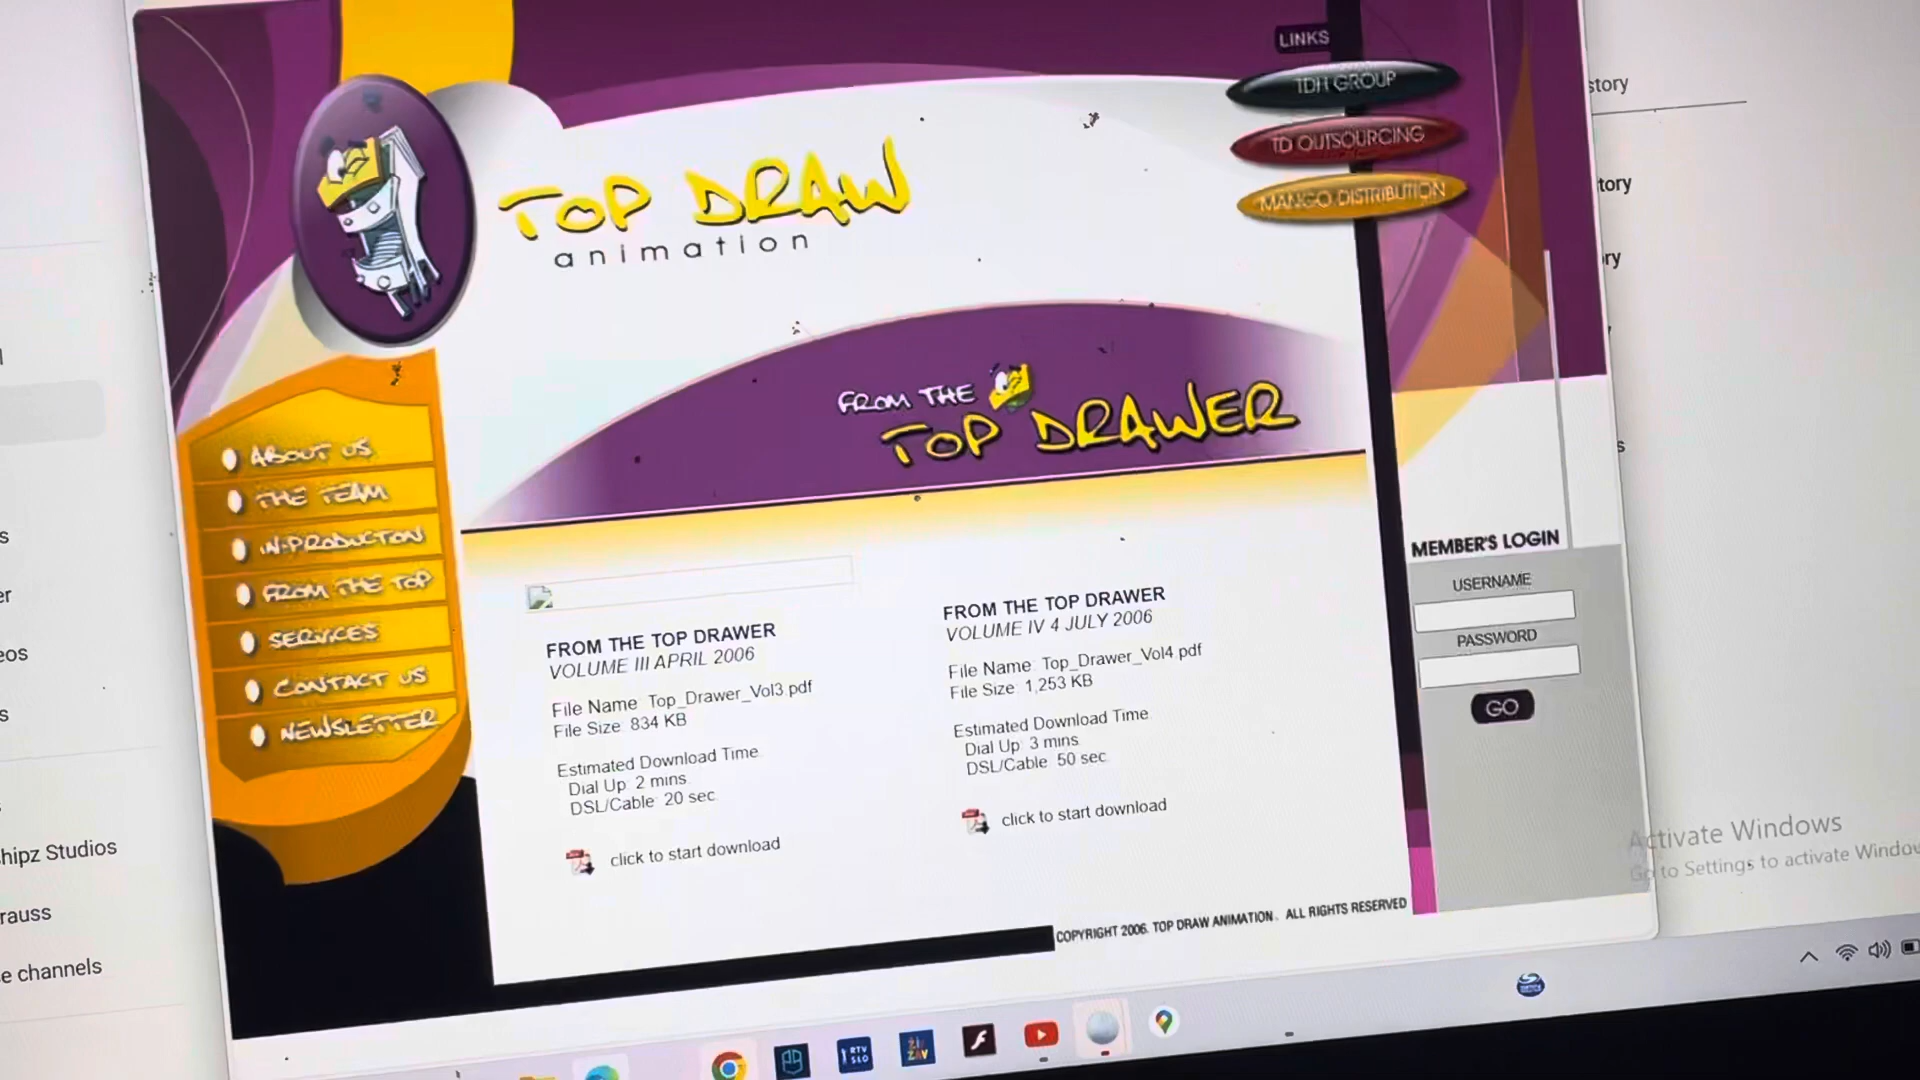 LINKS
TDH GROUP
TD OUTSOURCING
MANGO DISTRIBUTION
TOP DRAW
animation
FROM THE
TOP DRAWER
ABOUT US
THE TEAM
IN-PRODUCTION
FROM THE TOP
SERVICES
CONTACT US
NEWSLETTER
FROM THE TOP DRAWER
VOLUME III APRIL 2006
File Name Top_Drawer_Vol3.pdf
File Size: 834 KB
Estimated Download Time
Dial Up: 2 mins
DSL/Cable: 20 sec
click to start download
FROM THE TOP DRAWER
VOLUME IV 4 JULY 2006
File Name: Top_Drawer_Vol4.pdf
File Size: 1,253 KB
Estimated Download Time
Dial Up: 3 mins
DSL/Cable 50 sec
click to start download
MEMBER'S LOGIN
USERNAME
PASSWORD
GO
COPYRIGHT 2006. TOP DRAW ANIMATION. ALL RIGHTS RESERVED
story
tory
ry
s
er
eos
s
hipz Studios
rauss
e channels
Activate Windows
Go to Settings to activate Window
RTV
SLO